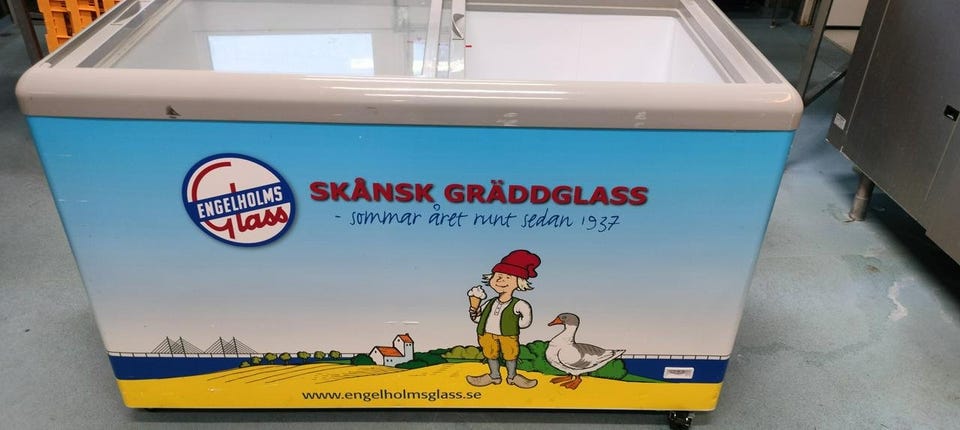 ENGELHOLMS
Glass
SKÅNSK GRÄDDGLASS
- sommar året runt sedan 1937
www.engelholmsglass.se